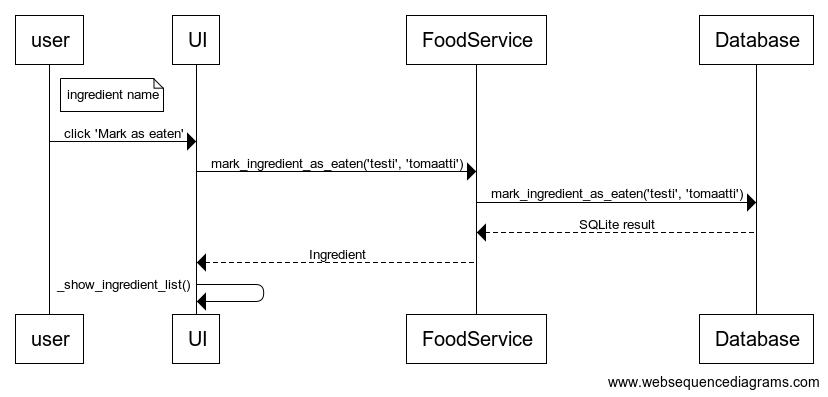 user
UI
FoodService
Database
ingredient name
click 'Mark as eaten'
mark_ingredient_as_eaten('testi', 'tomaatti')
mark_ingredient_as_eaten('testi', 'tomaatti')
SQLite result
Ingredient
_show_ingredient_list()
user
UI
FoodService
Database
www.websequencediagrams.com